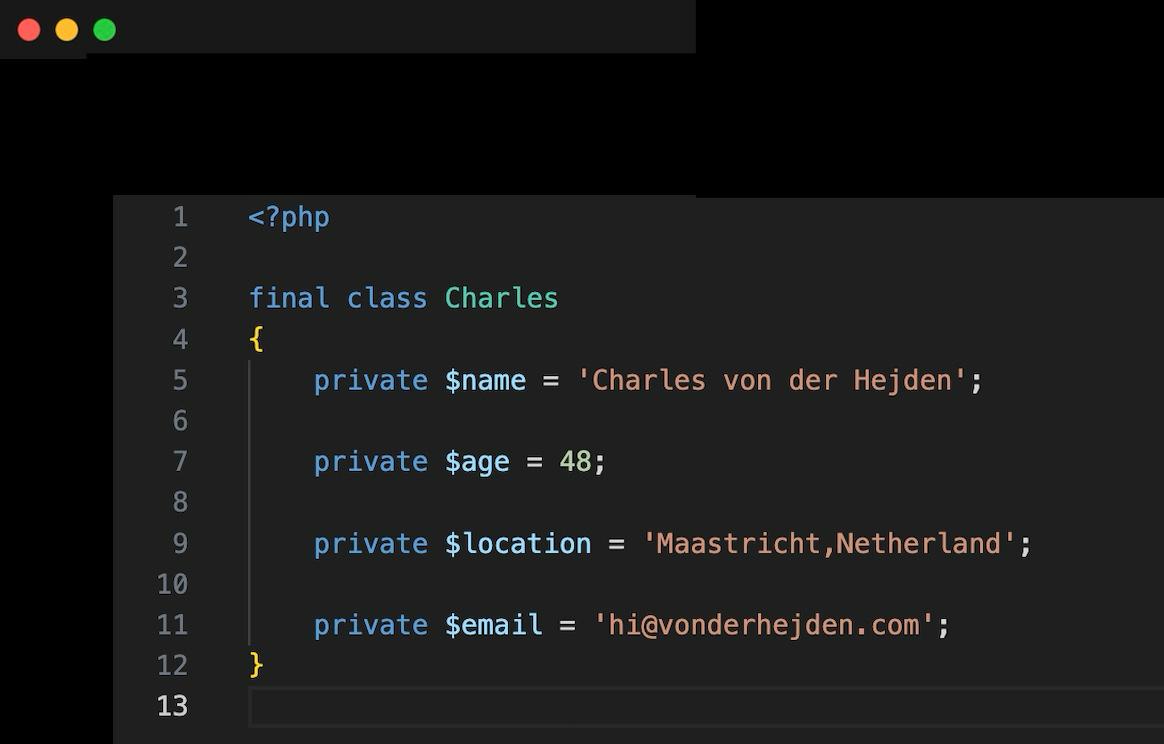 1 <?php
2
3 final class Charles
4 {
5 private $name = 'Charles von der Hejden';
6
7 private $age = 48;
8
9 private $location = 'Maastricht,Netherland';
10
11 private $email = 'hi@vonderhejden.com';
12 }
13